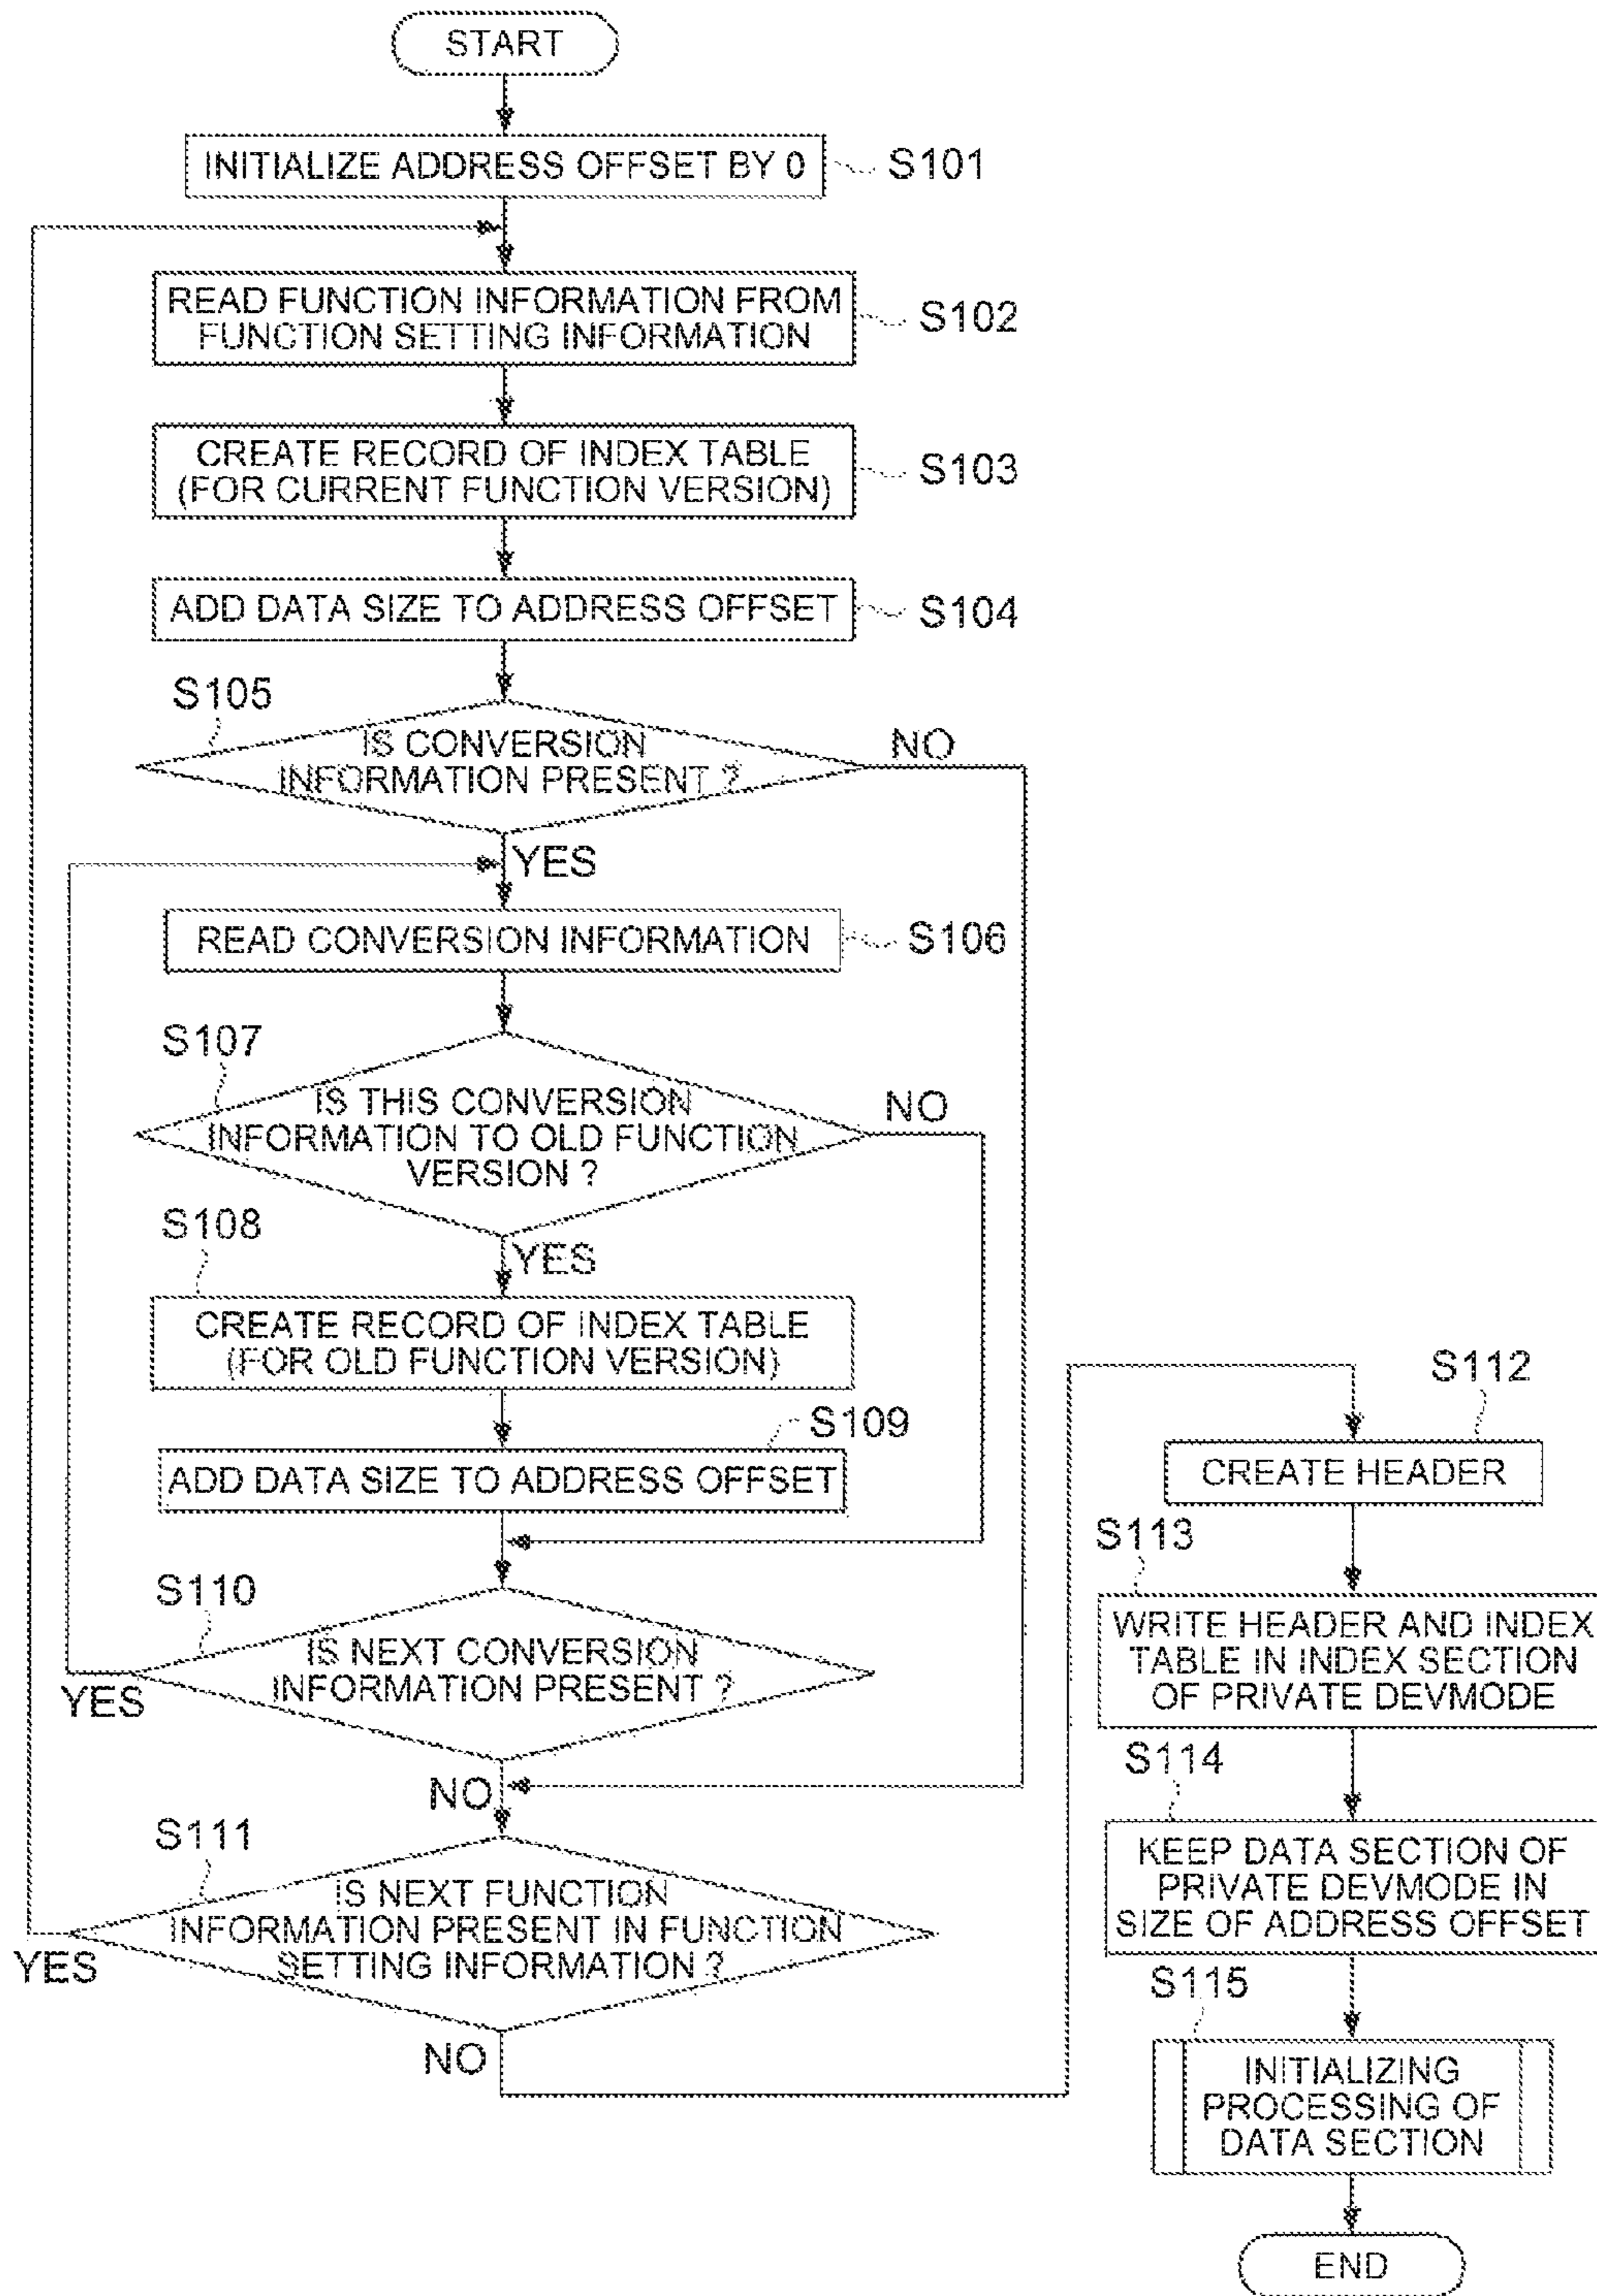 START
INITIALIZE ADDRESS OFFSET BY 0
S101
READ FUNCTION INFORMATION FROM
FUNCTION SETTING INFORMATION
S102
CREATE RECORD OF INDEX TABLE
(FOR CURRENT FUNCTION VERSION)
S103
ADD DATA SIZE TO ADDRESS OFFSET
S104
S105
IS CONVERSION
INFORMATION PRESENT ?
NO
YES
READ CONVERSION INFORMATION
S106
S107
IS THIS CONVERSION
INFORMATION TO OLD FUNCTION
VERSION ?
NO
YES
S108
CREATE RECORD OF INDEX TABLE
(FOR OLD FUNCTION VERSION)
S109
ADD DATA SIZE TO ADDRESS OFFSET
S110
IS NEXT CONVERSION
INFORMATION PRESENT ?
YES
NO
S111
IS NEXT FUNCTION
INFORMATION PRESENT IN FUNCTION
SETTING INFORMATION ?
YES
NO
S112
CREATE HEADER
S113
WRITE HEADER AND INDEX
TABLE IN INDEX SECTION
OF PRIVATE DEVMODE
S114
KEEP DATA SECTION OF
PRIVATE DEVMODE IN
SIZE OF ADDRESS OFFSET
S115
INITIALIZING
PROCESSING OF
DATA SECTION
END